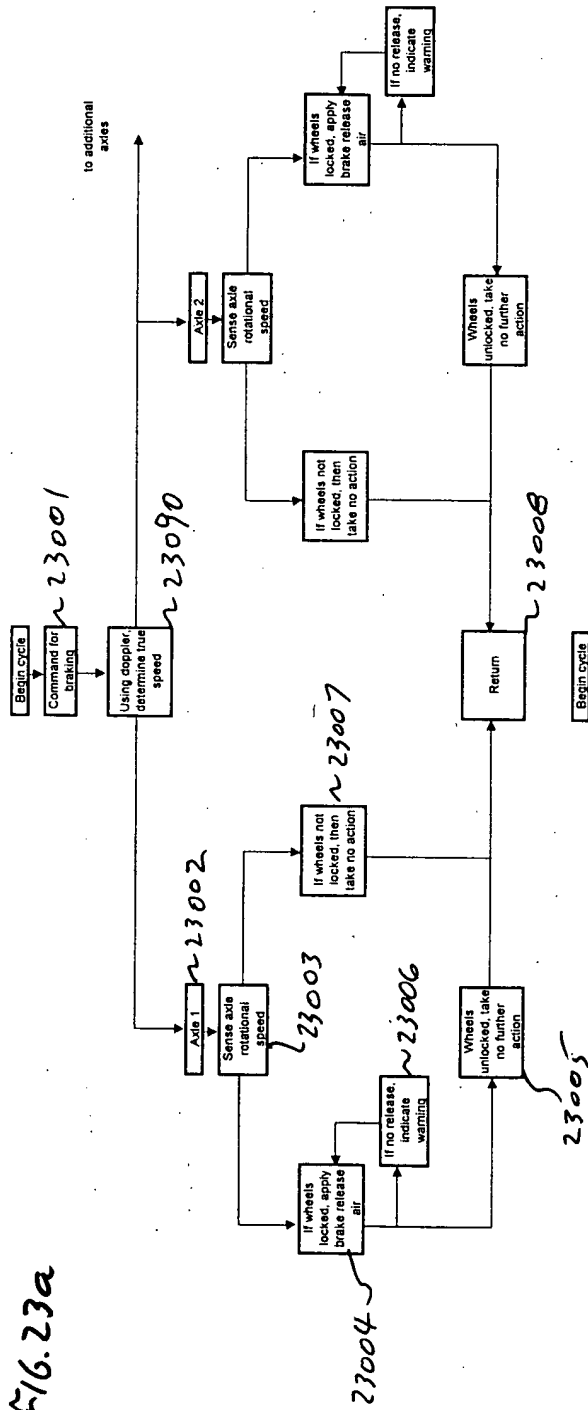 FIG. 23a
to additional
axles
Begin cycle
Command for
braking
~ 23001
Using doppler,
determine true
speed
~ 23090
Axle 1
~ 23002
Sense axle
rotational
speed
23003
If wheels
locked, apply
brake release
air
23004
If no release,
indicate
warning
~ 23006
If wheels not
locked, then
take no action
~ 23007
Wheels
unlocked, take
no further
action
23005
Axle 2
Sense axle
rotational
speed
If wheels not
locked, then
take no action
If wheels
locked, apply
brake release
air
If no release,
indicate
warning
Wheels
unlocked, take
no further
action
Return
~ 23008
Begin cycle